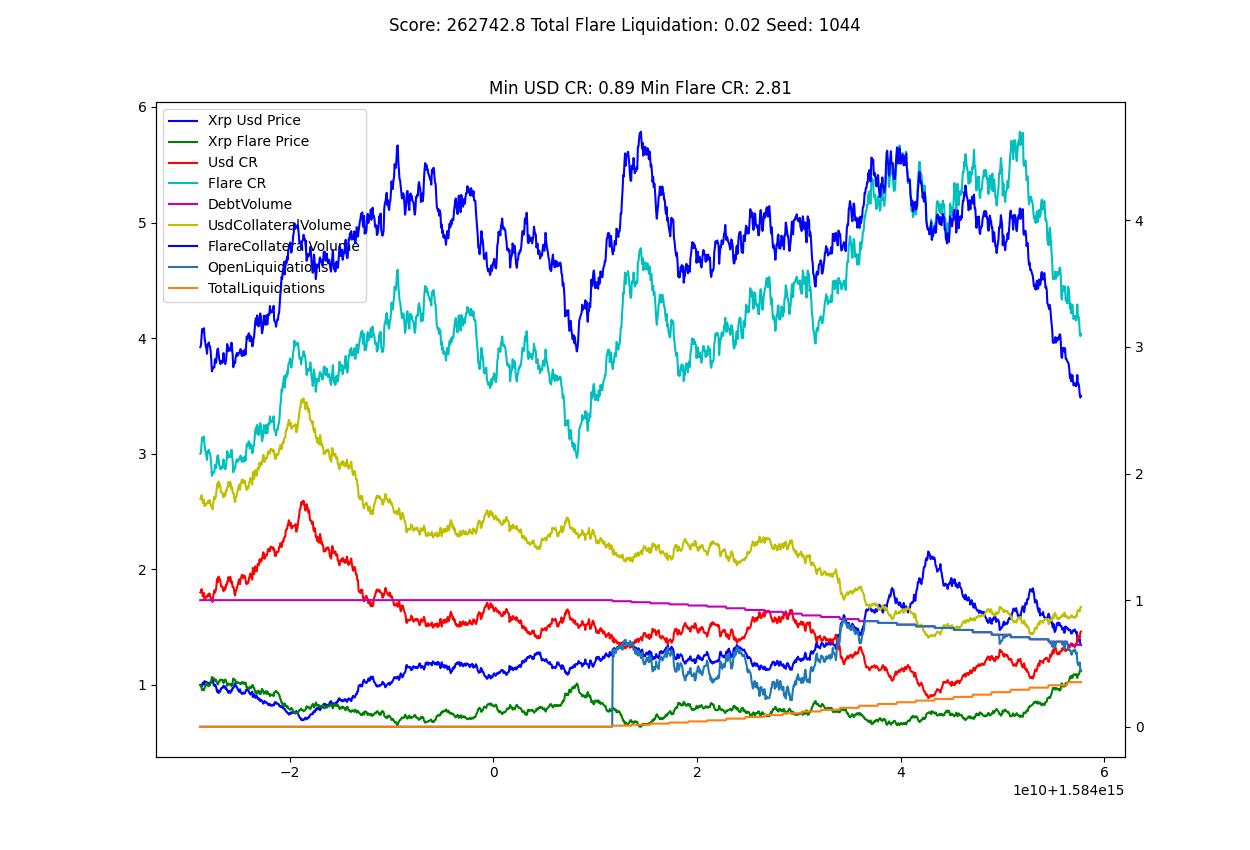 Score: 262742.8 Total Flare Liquidation: 0.02 Seed: 1044
Min USD CR: 0.89 Min Flare CR: 2.81
6
5
4
3
2
1
Xrp Usd Price
Xrp Flare Price
Usd CR
Flare CR
DebtVolume
UsdCollateralVolume
FlareCollateralVolume
OpenLiquidations
TotalLiquidations
4
3
2
1
0
−2
0
2
4
6
1e10+1.584e15